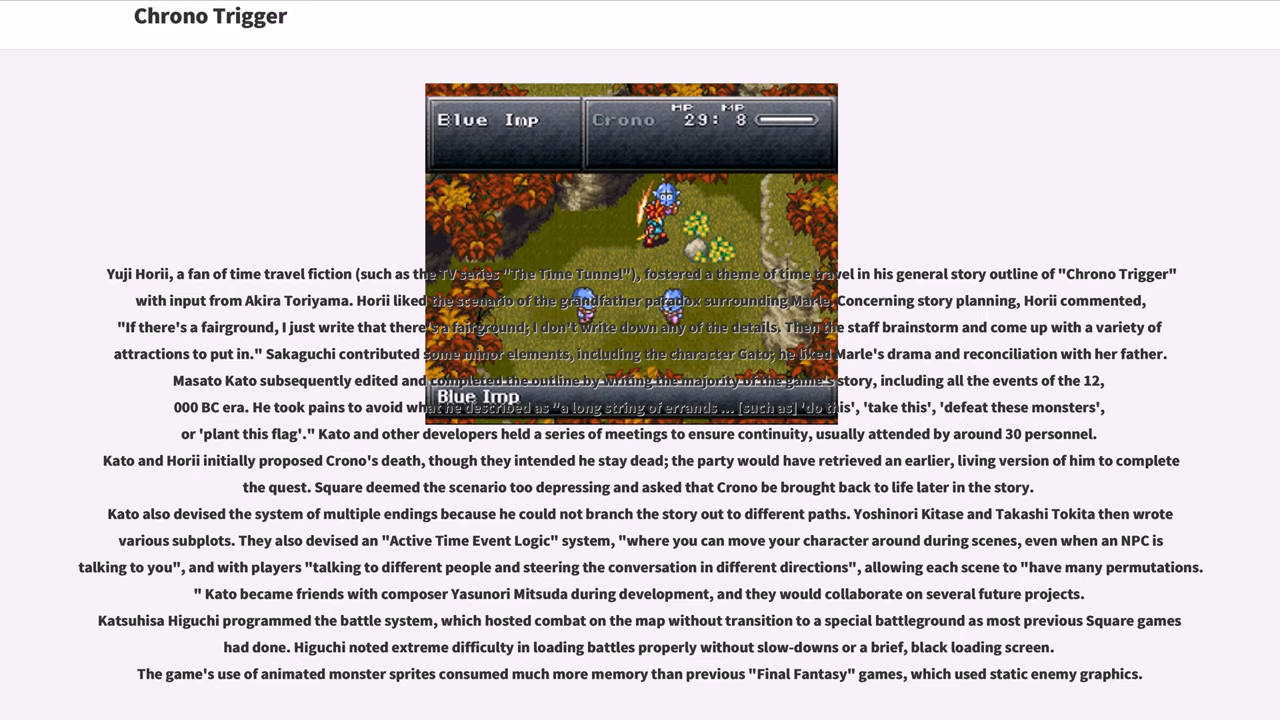 Chrono Trigger
Blue Imp
Crono
HP MP
29: 8
Yuji Horii, a fan of time travel fiction (such as the TV series "The Time Tunnel"), fostered a theme of time travel in his general story outline of "Chrono Trigger"
with input from Akira Toriyama. Horii liked the scenario of the grandfather paradox surrounding Marle. Concerning story planning, Horii commented,
"If there's a fairground, I just write that there's a fairground; I don't write down any of the details. Then the staff brainstorm and come up with a variety of
attractions to put in." Sakaguchi contributed some minor elements, including the character Gato; he liked Marle's drama and reconciliation with her father.
Masato Kato subsequently edited and completed the outline by writing the majority of the game's story, including all the events of the 12,
Blue Imp
000 BC era. He took pains to avoid what he described as "a long string of errands ... [such as] 'do this', 'take this', 'defeat these monsters',
or 'plant this flag'." Kato and other developers held a series of meetings to ensure continuity, usually attended by around 30 personnel.
Kato and Horii initially proposed Crono's death, though they intended he stay dead; the party would have retrieved an earlier, living version of him to complete
the quest. Square deemed the scenario too depressing and asked that Crono be brought back to life later in the story.
Kato also devised the system of multiple endings because he could not branch the story out to different paths. Yoshinori Kitase and Takashi Tokita then wrote
various subplots. They also devised an "Active Time Event Logic" system, "where you can move your character around during scenes, even when an NPC is
talking to you", and with players "talking to different people and steering the conversation in different directions", allowing each scene to "have many permutations.
" Kato became friends with composer Yasunori Mitsuda during development, and they would collaborate on several future projects.
Katsuhisa Higuchi programmed the battle system, which hosted combat on the map without transition to a special battleground as most previous Square games
had done. Higuchi noted extreme difficulty in loading battles properly without slow-downs or a brief, black loading screen.
The game's use of animated monster sprites consumed much more memory than previous "Final Fantasy" games, which used static enemy graphics.